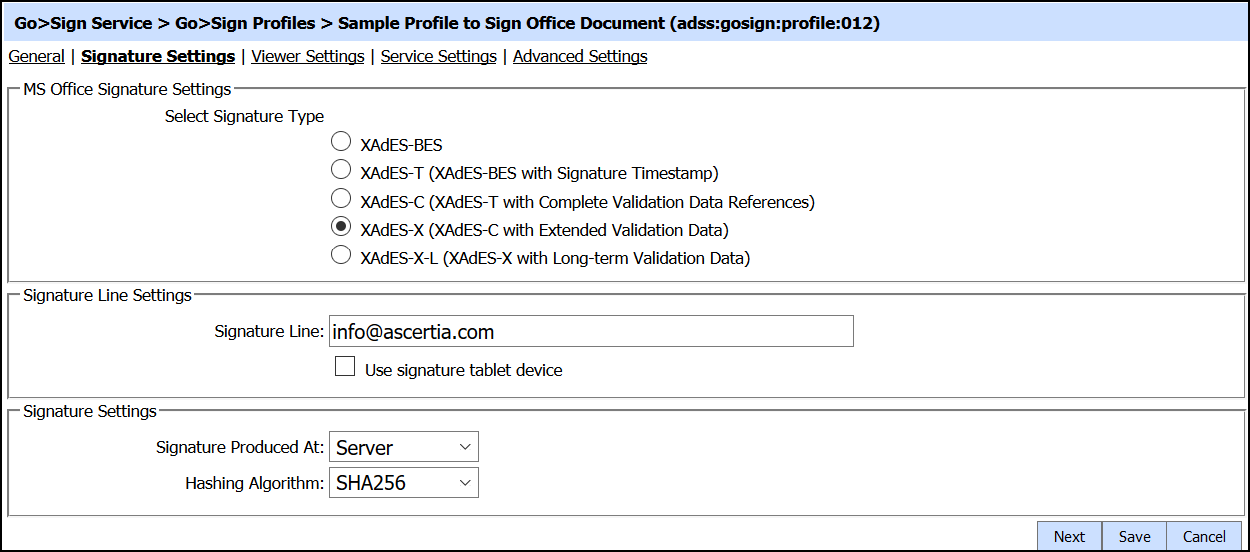 Go>Sign Service > Go>Sign Profiles > Sample Profile to Sign Office Document (adss:gosign:profile:012)
General | Signature Settings | Viewer Settings | Service Settings | Advanced Settings
MS Office Signature Settings
Select Signature Type
XAdES-BES
XAdES-T (XAdES-BES with Signature Timestamp)
XAdES-C (XAdES-T with Complete Validation Data References)
XAdES-X (XAdES-C with Extended Validation Data)
XAdES-X-L (XAdES-X with Long-term Validation Data)
Signature Line Settings
Signature Line: info@ascertia.com
Use signature tablet device
Signature Settings
Signature Produced At: Server
Hashing Algorithm: SHA256
Next Save Cancel